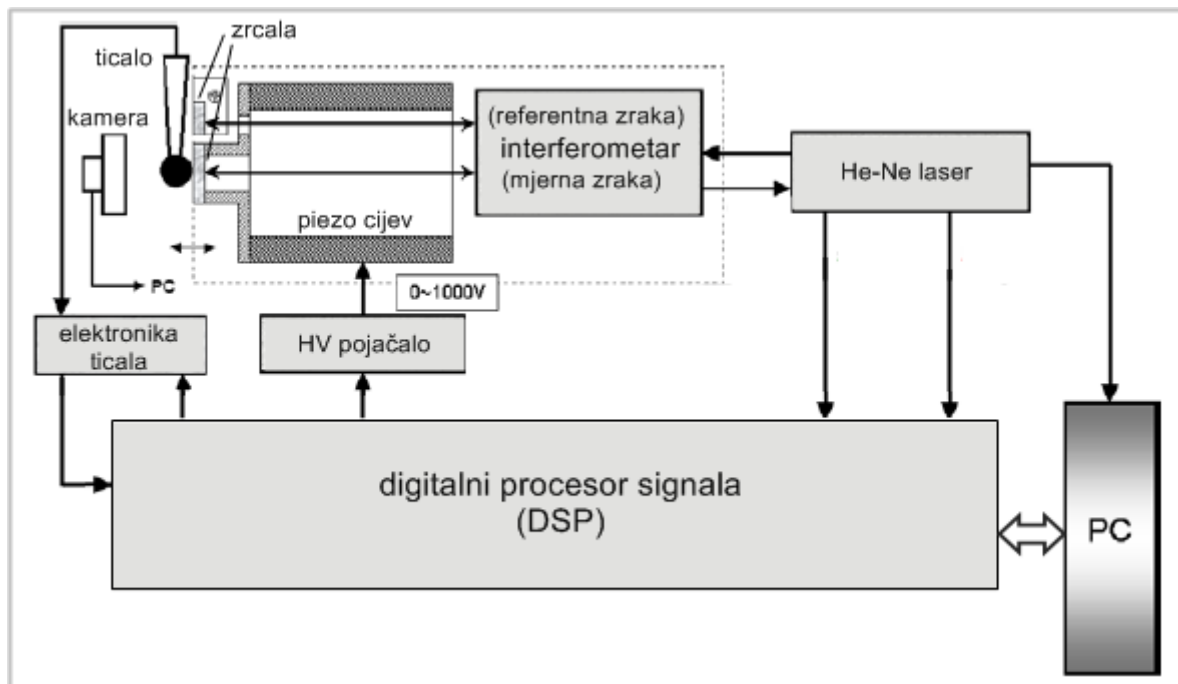 zrcala
ticalo
kamera
(referentna zraka)
interferometar
(mjerna zraka)
He-Ne laser
piezo cijev
PC
0~1000V
elektronika
ticala
HV pojačalo
digitalni procesor signala
(DSP)
PC